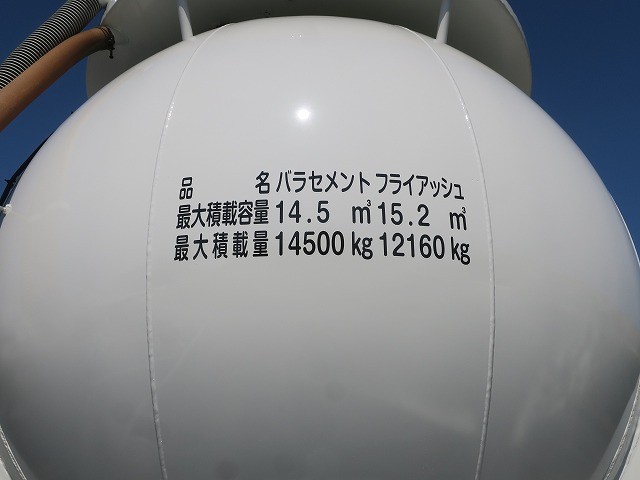 品 名 バラセメント フライアッシュ
最大積載容量 14.5 ㎥ 15.2 ㎥
最大積載量 14500 kg 12160 kg